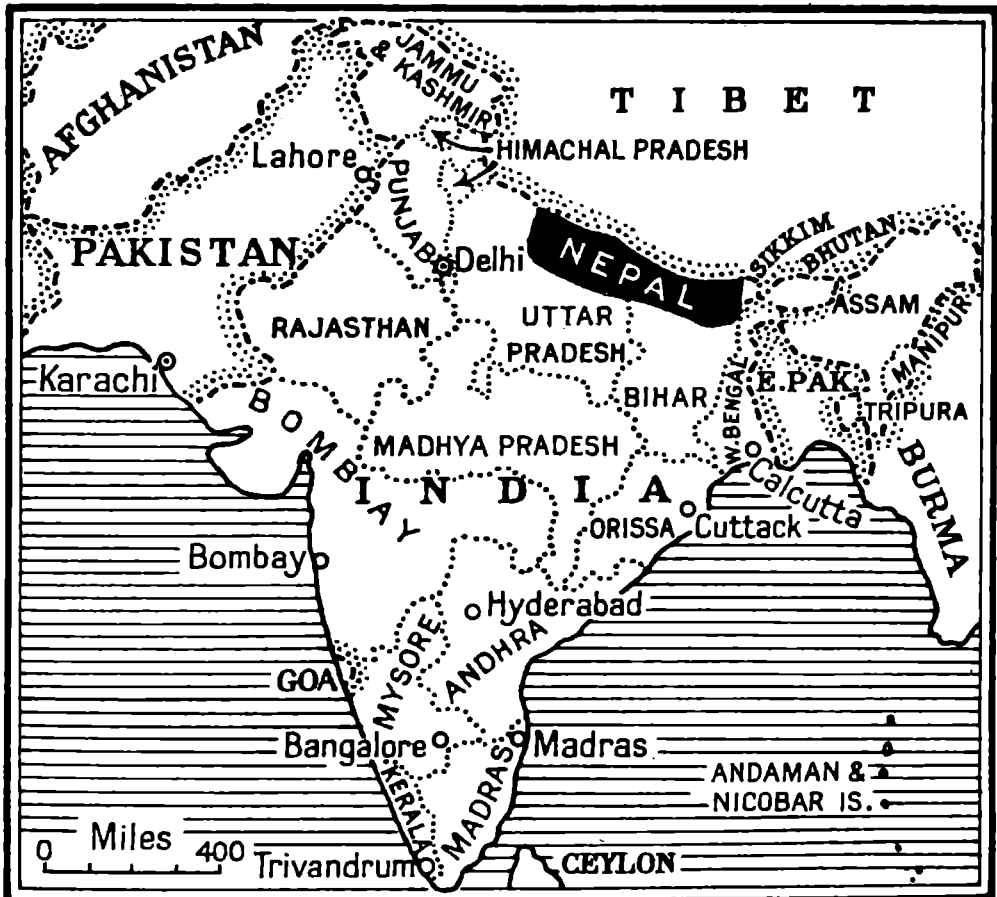 AFGHANISTAN
JAMMU
& KASHMIR
TIBET
HIMACHAL PRADESH
Lahore
PUNJAB
PAKISTAN
Delhi
NEPAL
SIKKIM
BHUTAN
ASSAM
MANIPUR
RAJASTHAN
UTTAR
PRADESH
Karachi
BIHAR
W.BENGAL
E.PAK
TRIPURA
BOMBAY
MADHYA PRADESH
INDIA
Calcutta
BURMA
ORISSA
Cuttack
Bombay
Hyderabad
MYSORE
ANDHRA
GOA
Bangalore
Madras
KERALA
MADRAS
ANDAMAN &
NICOBAR IS.
Miles
0 400
Trivandrum
CEYLON